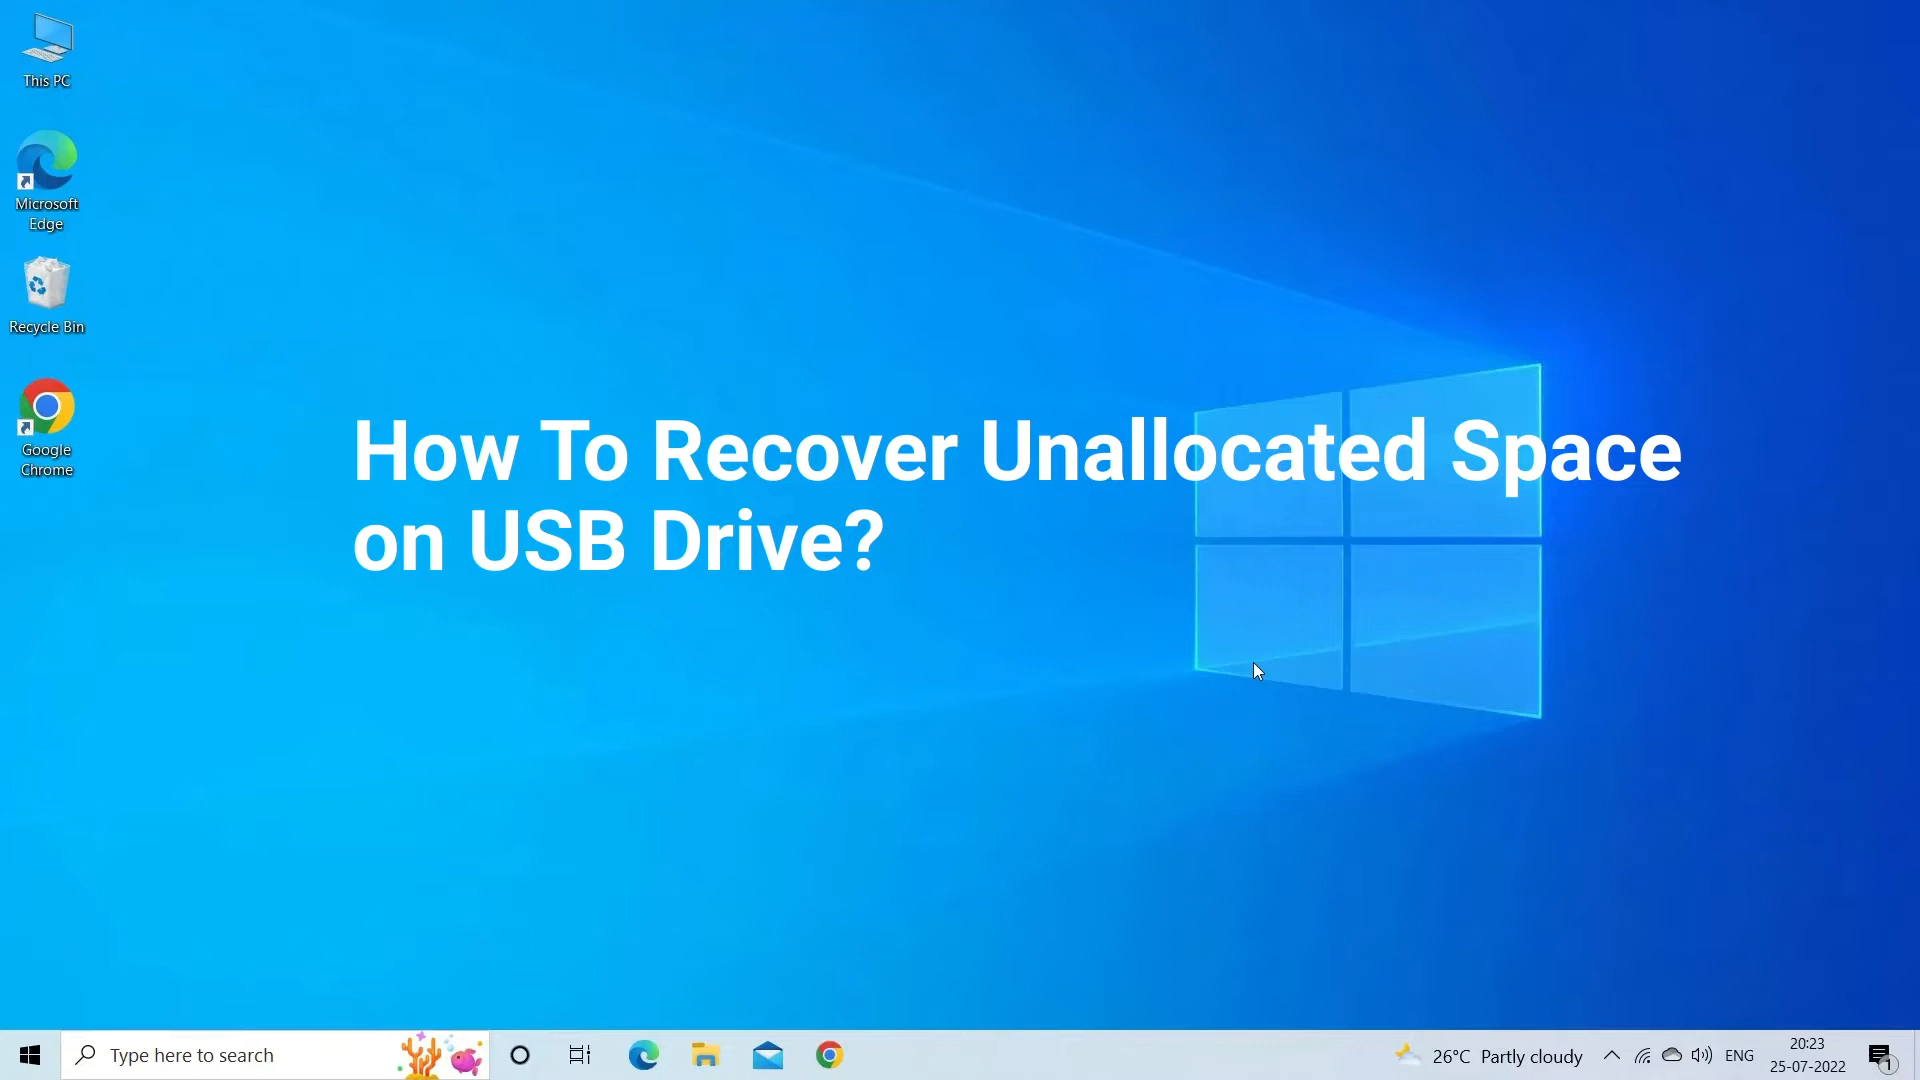 This PC
Microsoft
Edge
Recycle Bin
Google
Chrome
How To Recover Unallocated Space
on USB Drive?
Type here to search
26°C Partly cloudy
ENG
20:23
25-07-2022
1